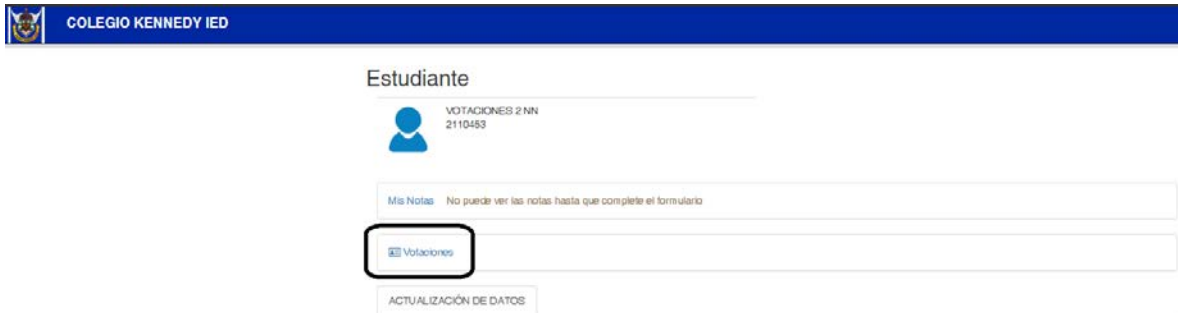 COLEGIO KENNEDY IED
Estudiante
VOTACIONES 2 NN
2110453
Mis Notas No puede ver las notas hasta que complete el formulario
Votaciones
ACTUALIZACIÓN DE DATOS